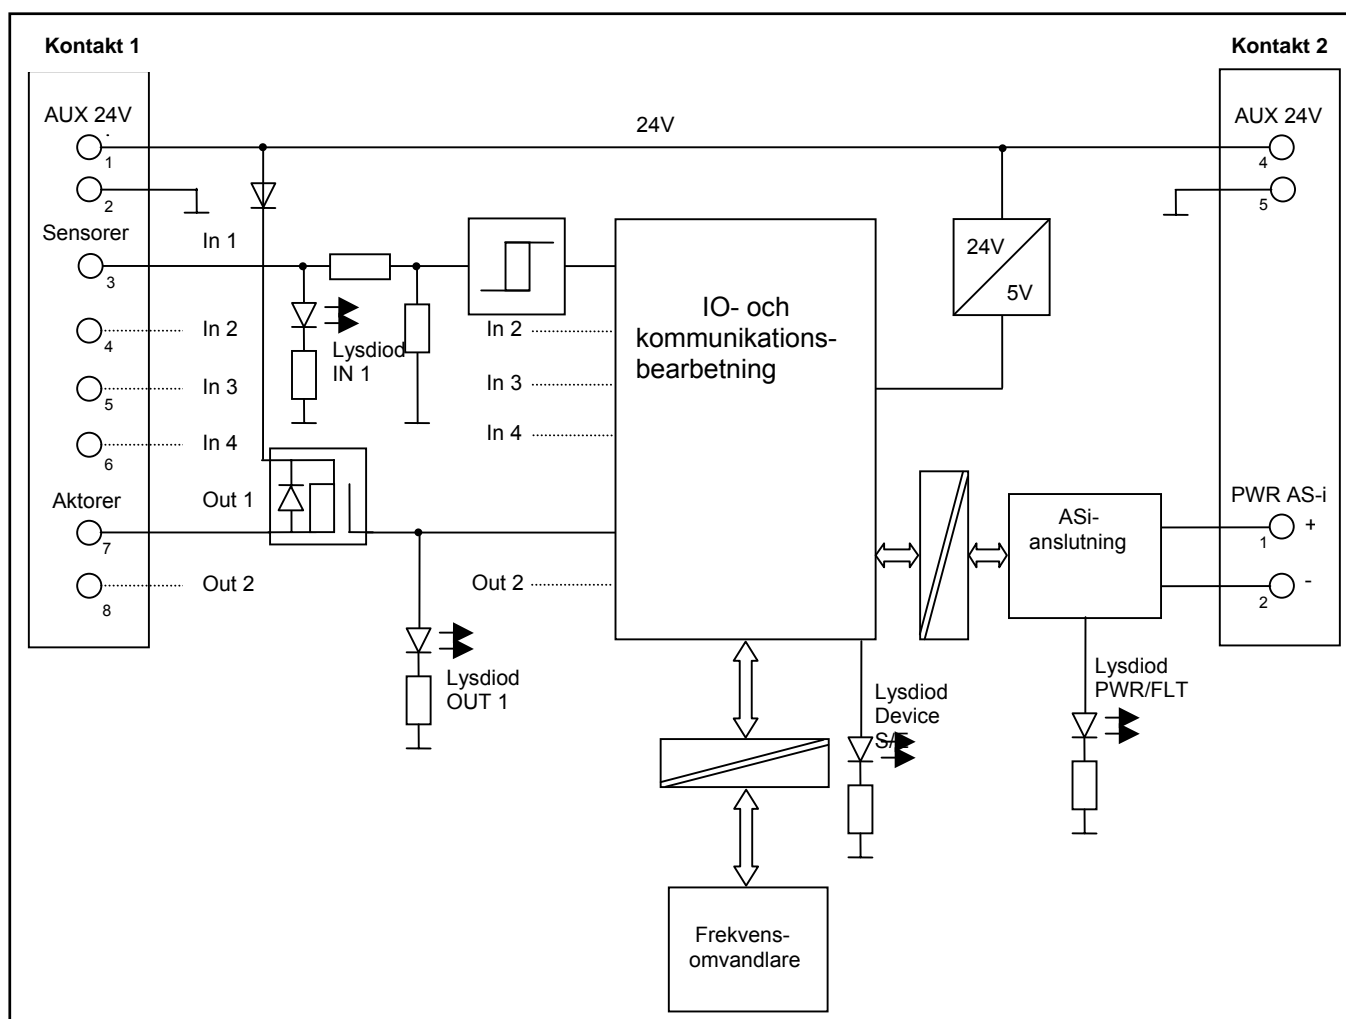 Kontakt 1
Kontakt 2
AUX 24V
24V
AUX 24V
1
4
2
5
Sensorer
In 1
3
24V
5V
IO- och
kommunikations-
bearbetning
In 2
In 2
4
Lysdiod
IN 1
In 3
In 3
5
In 4
In 4
6
Aktorer
Out 1
7
PWR AS-i
ASi-
anslutning
+
1
Out 2
Out 2
8
-
2
Lysdiod
OUT 1
Lysdiod
Device
S/E
Lysdiod
PWR/FLT
Frekvens-
omvandlare